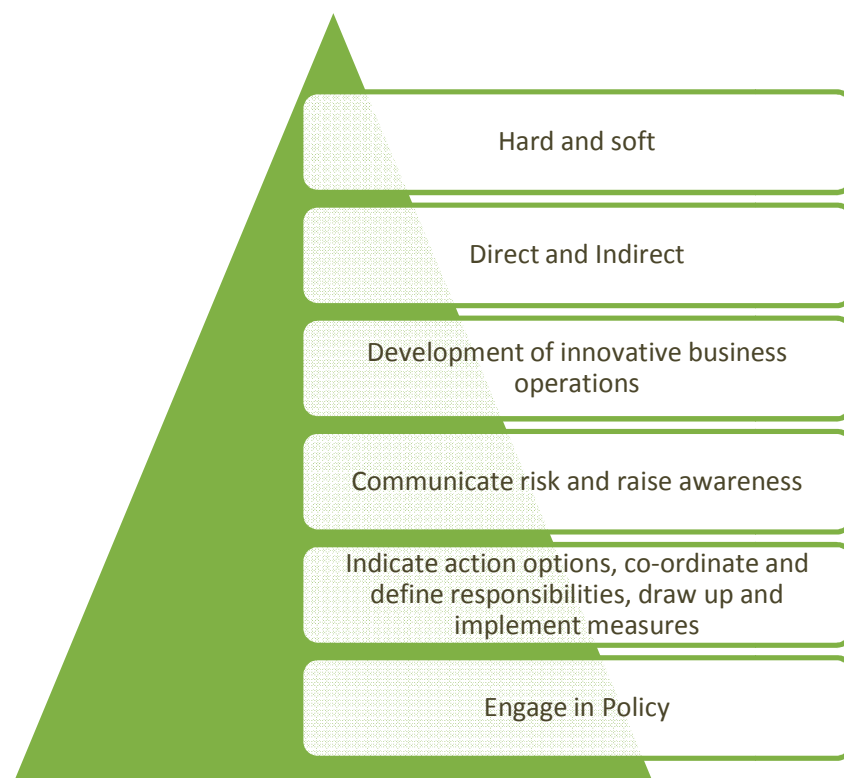 Hard and soft
Direct and Indirect
Development of innovative business
operations
Communicate risk and raise awareness
Indicate action options, co-ordinate and
define responsibilities, draw up and
implement measures
Engage in Policy